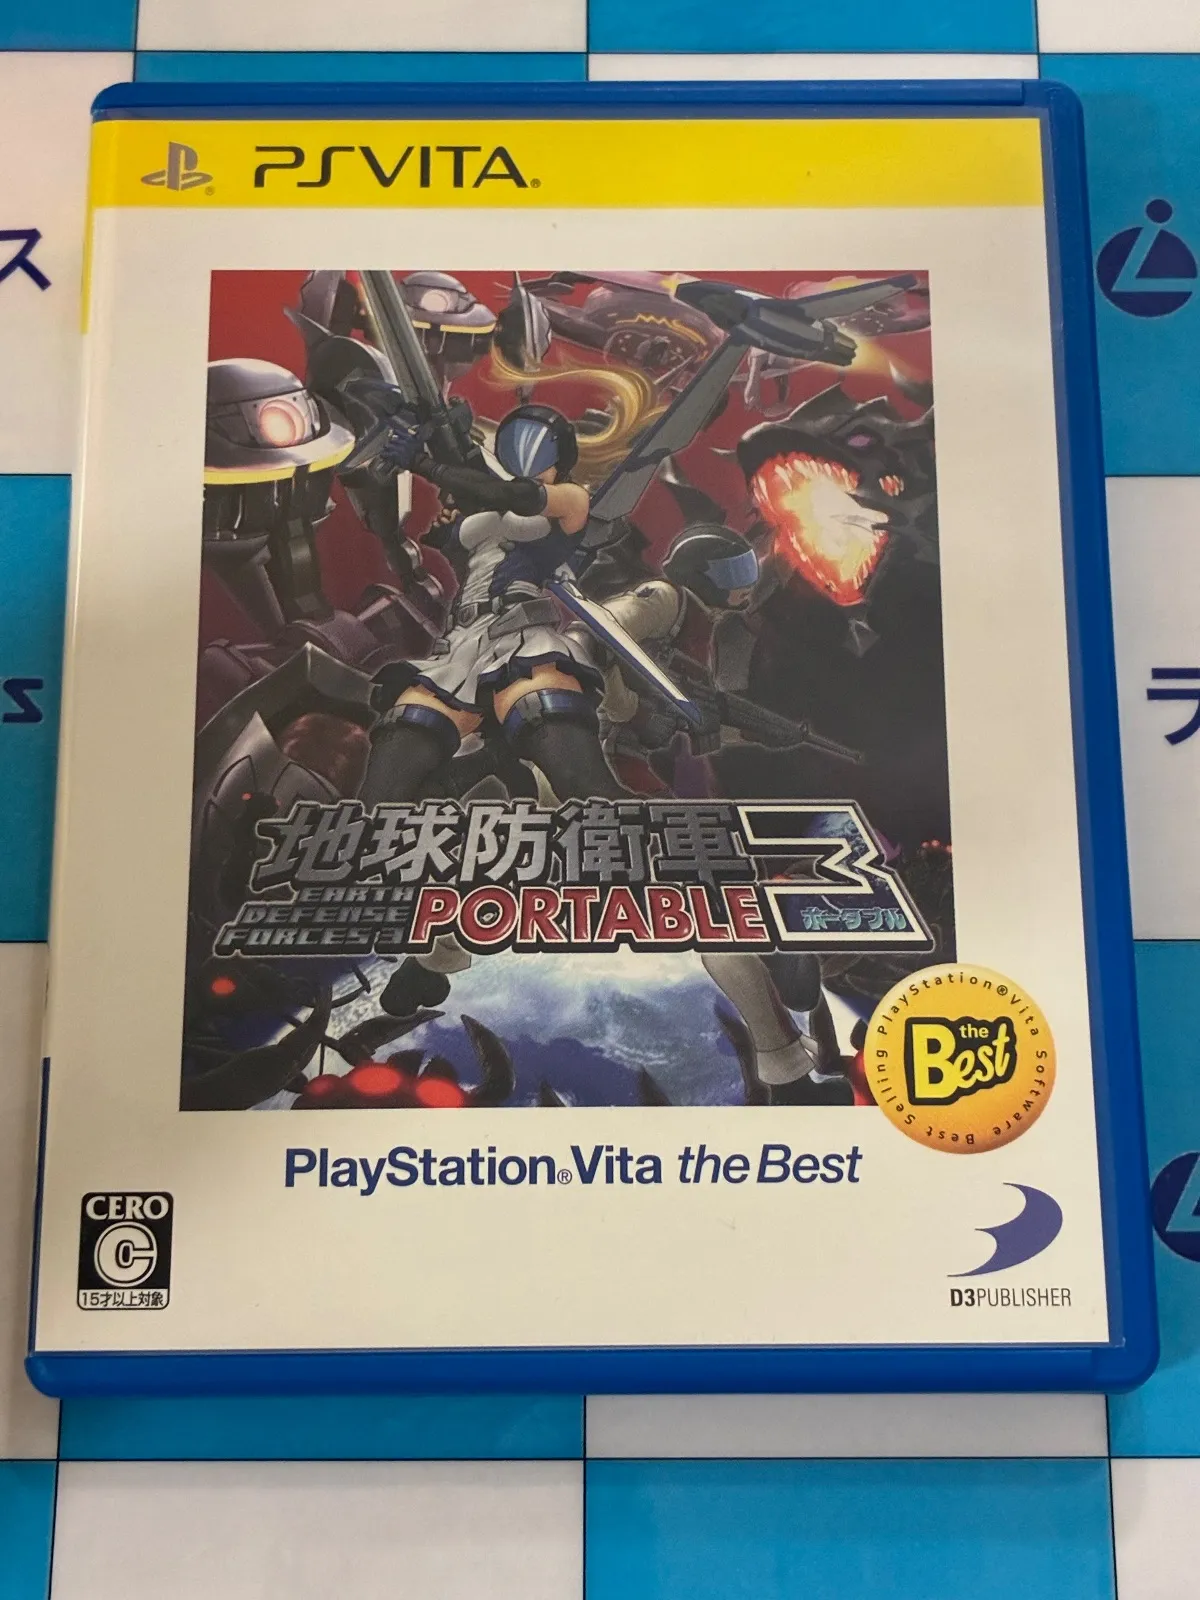 PSVITA®
ス
地球防衛軍3
EARTH
DEFENSE
FORCES 3
PORTABLE
ポータブル
PlayStation®Vita Software Best Selling
the
Best
PlayStation®Vita the Best
CERO
C
15才以上対象
D3PUBLISHER